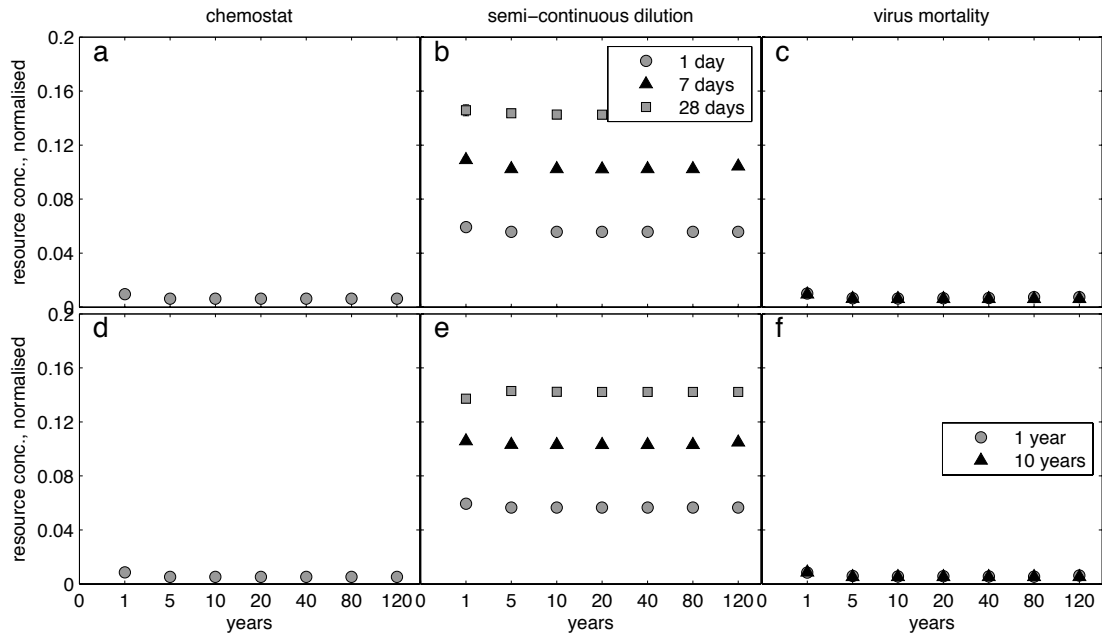 chemostat
semi−continuous dilution
virus mortality
resource conc., normalised
0.2
0.16
0.12
0.08
0.04
0
a
b
1 day
7 days
28 days
c
resource conc., normalised
0.2
0.16
0.12
0.08
0.04
0
d
e
f
1 year
10 years
0 1 5 10 20 40 80 120
0 1 5 10 20 40 80 120
0 1 5 10 20 40 80 120
years
years
years